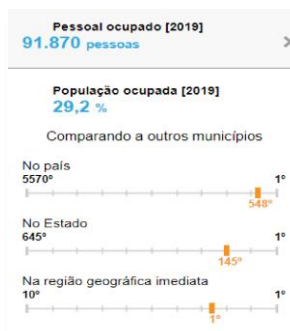 Pessoal ocupado [2019]
91.870 pessoas
População ocupada [2019]
29,2 %
Comparando a outros municípios
No país
5570º 1º
548º
No Estado
645º 1º
145º
Na região geográfica imediata
10º 1º
1º